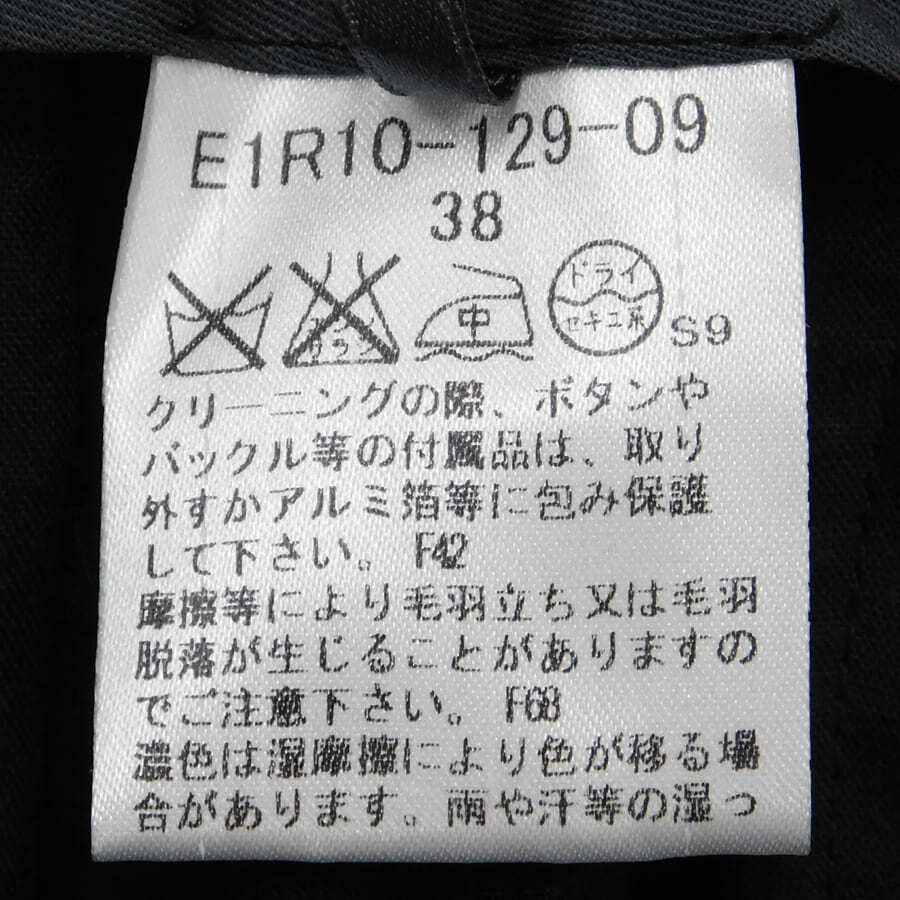 E1R10-129-09
38
中
ドライ
セキユ系
S9
クリーニングの際、ボタンや
バックル等の付属品は、取り
外すかアルミ箔等に包み保護
して下さい。 F42
摩擦等により毛羽立ち又は毛羽
脱落が生じることがありますの
でご注意下さい。 F68
濃色は湿摩擦により色が移る場
合があります。雨や汗等の湿っ